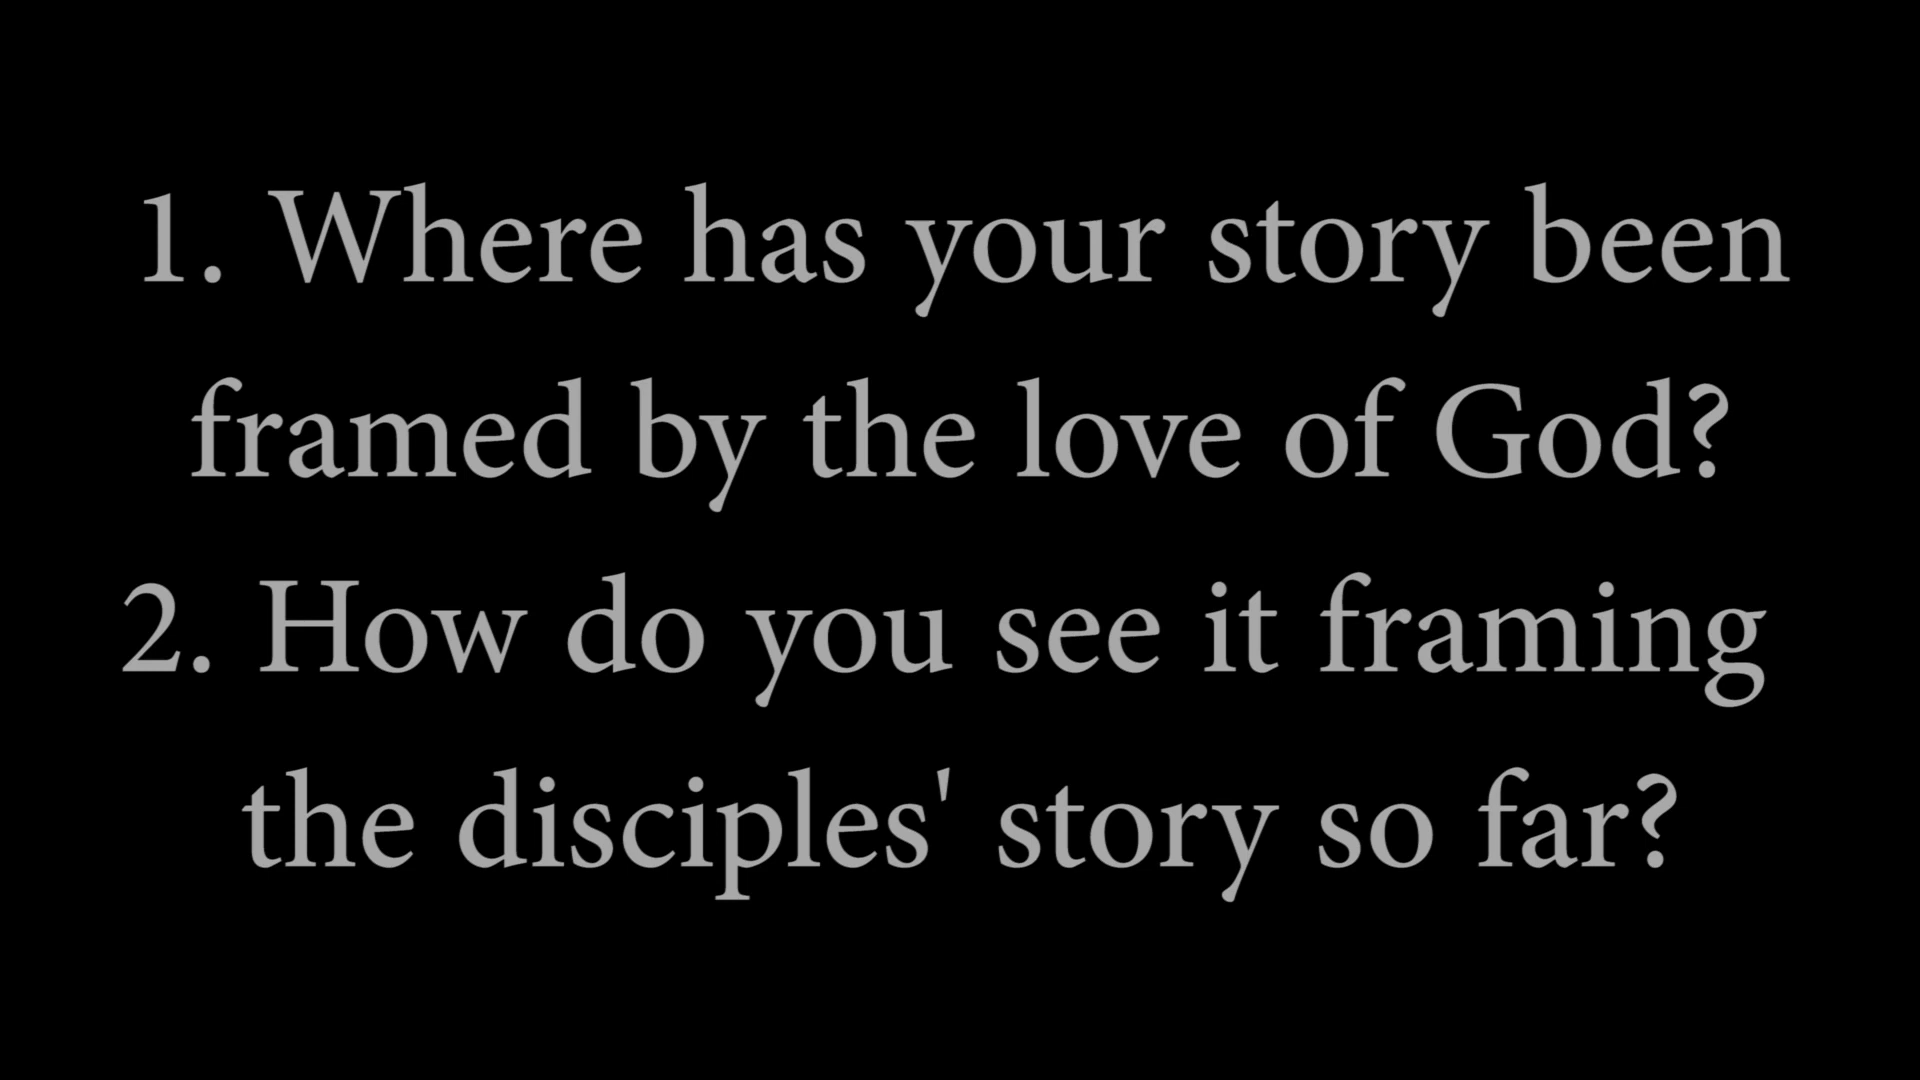 1. Where has your story been
framed by the love of God?
2. How do you see it framing
the disciples' story so far?